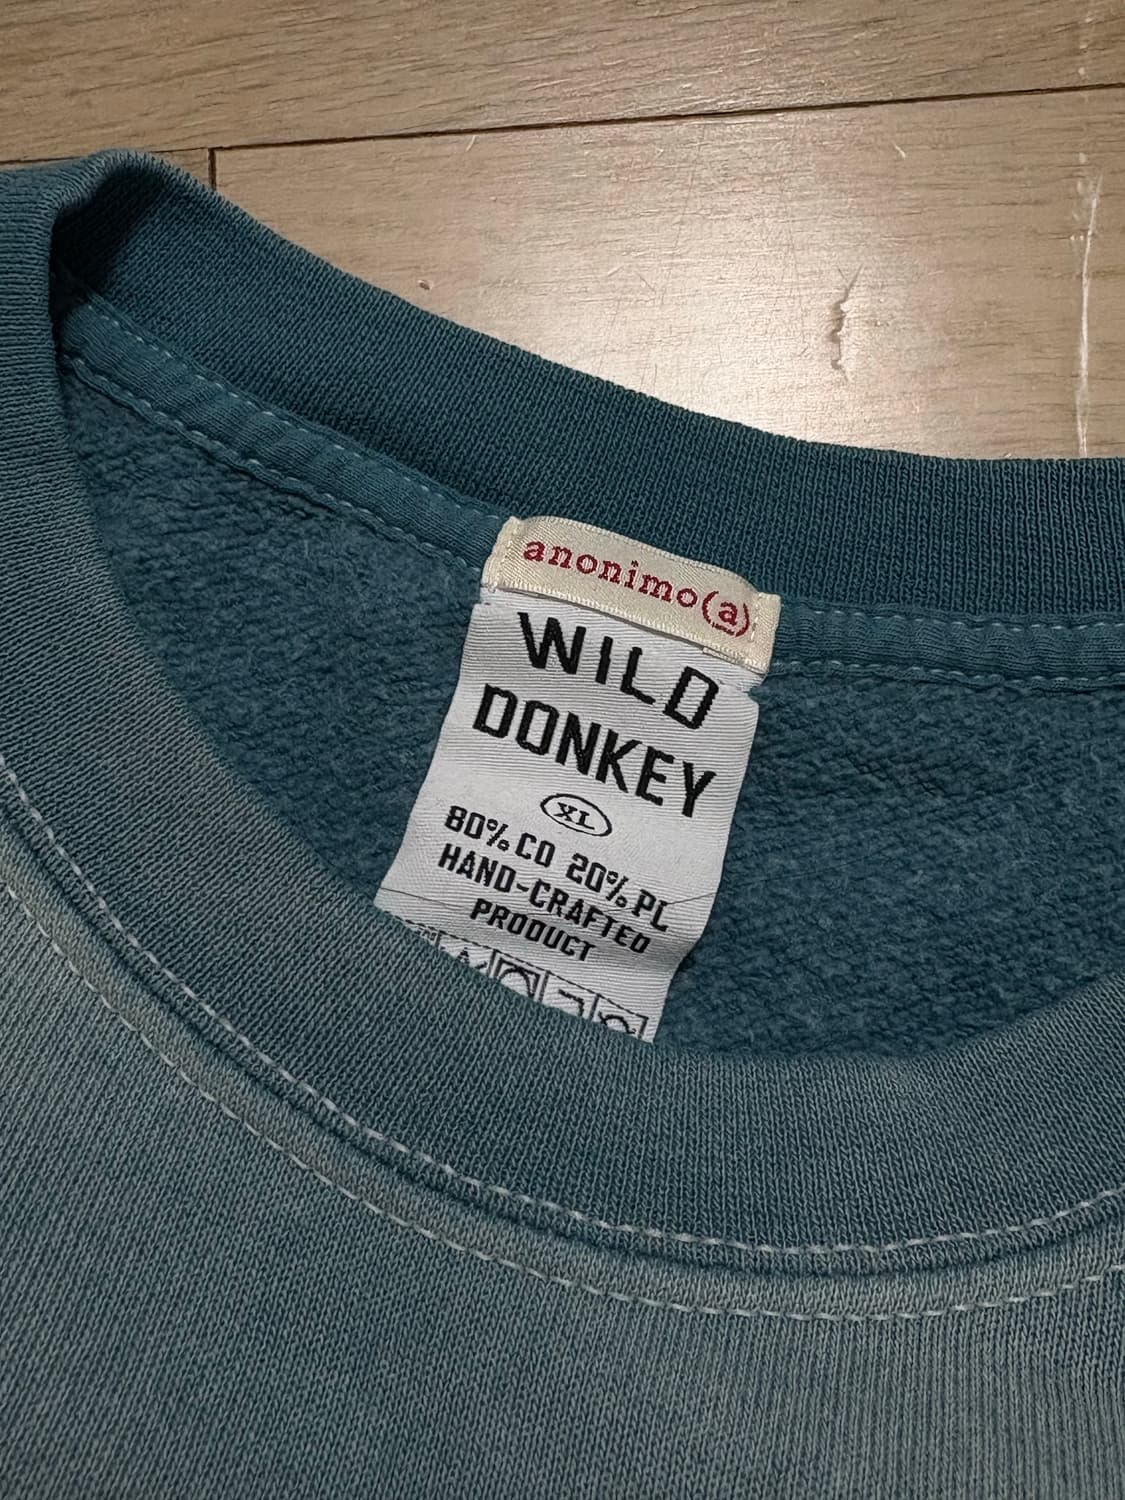 anonimo(a)
WILD
DONKEY
XL
80% CO 20% PL
HAND-CRAFTED
PRODUCT